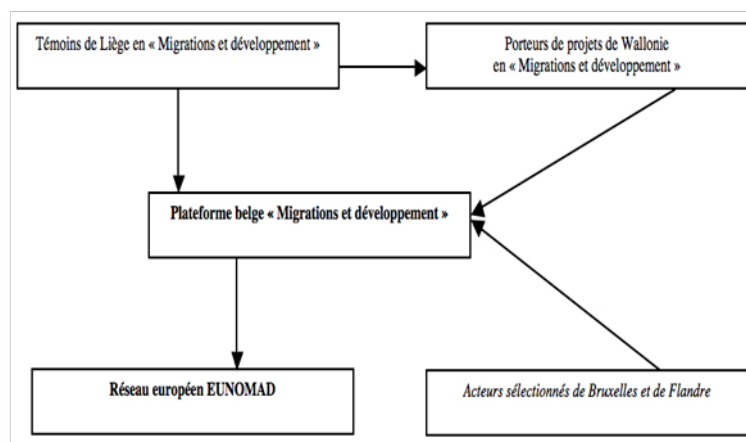 Témoins de Liège en « Migrations et développement »
Porteurs de projets de Wallonie
en « Migrations et développement »
Plateforme belge « Migrations et développement »
Réseau européen EUNOMAD
Acteurs sélectionnés de Bruxelles et de Flandre